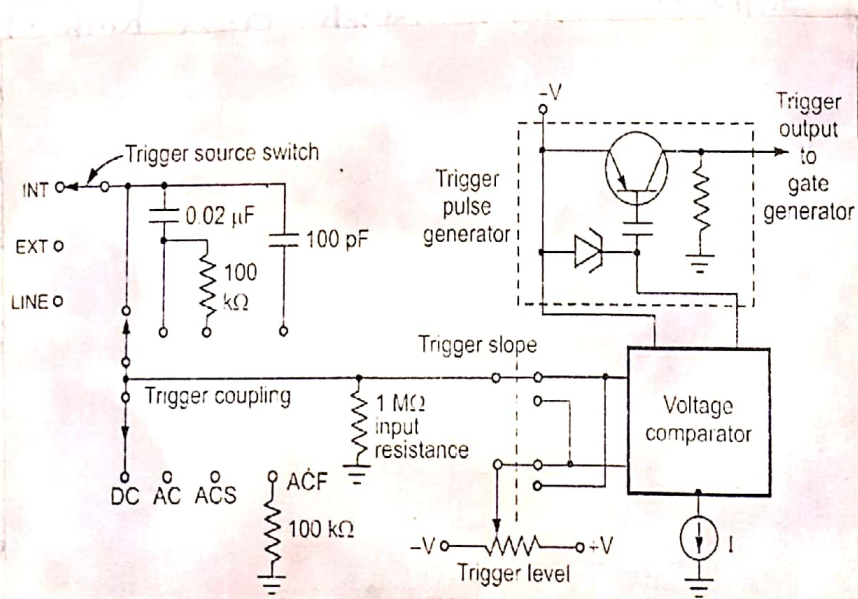 −V
Trigger
output
to
gate
generator
Trigger source switch
INT
EXT
LINE
0.02 µF
100
kΩ
100 pF
Trigger
pulse
generator
Trigger slope
Trigger coupling
1 MΩ
input
resistance
Voltage
comparator
DC AC ACS ACF
100 kΩ
−V +V
Trigger level
I